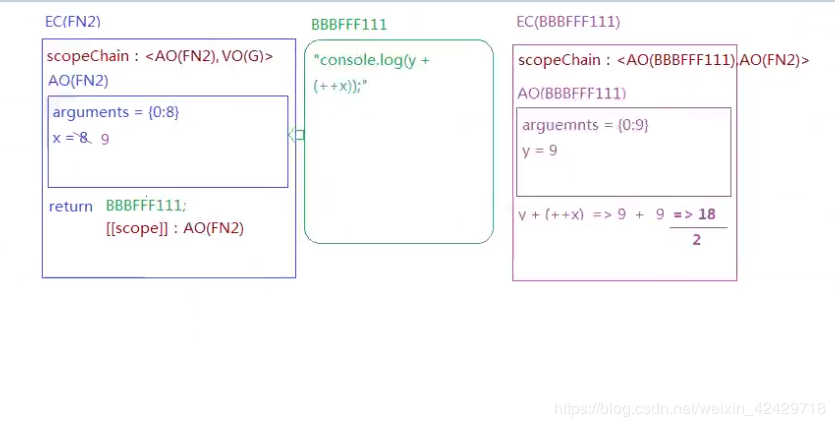 EC(FN2)
scopeChain：<AO(FN2),VO(G)>
AO(FN2)
arguments = {0:8}
x = 8 9
return BBBFFF111;
[[scope]]：AO(FN2)
BBBFFF111
"console.log(y +
(++x));"
EC(BBBFFF111)
scopeChain：<AO(BBBFFF111),AO(FN2)>
AO(BBBFFF111)
arguemnts = {0:9}
y = 9
y + (++x) => 9 + 9 => 18
2
https://blog.csdn.net/weixin_42429718